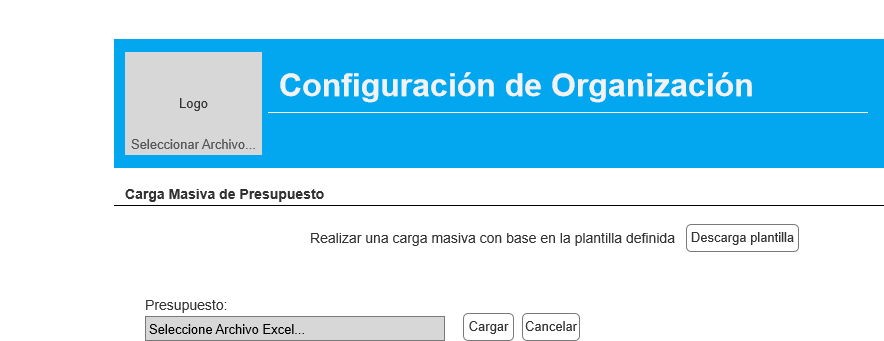 Configuración de Organización
Logo
Seleccionar Archivo...
Carga Masiva de Presupuesto
Realizar una carga masiva con base en la plantilla definida
Descarga plantilla
Presupuesto:
Seleccione Archivo Excel...
Cargar
Cancelar